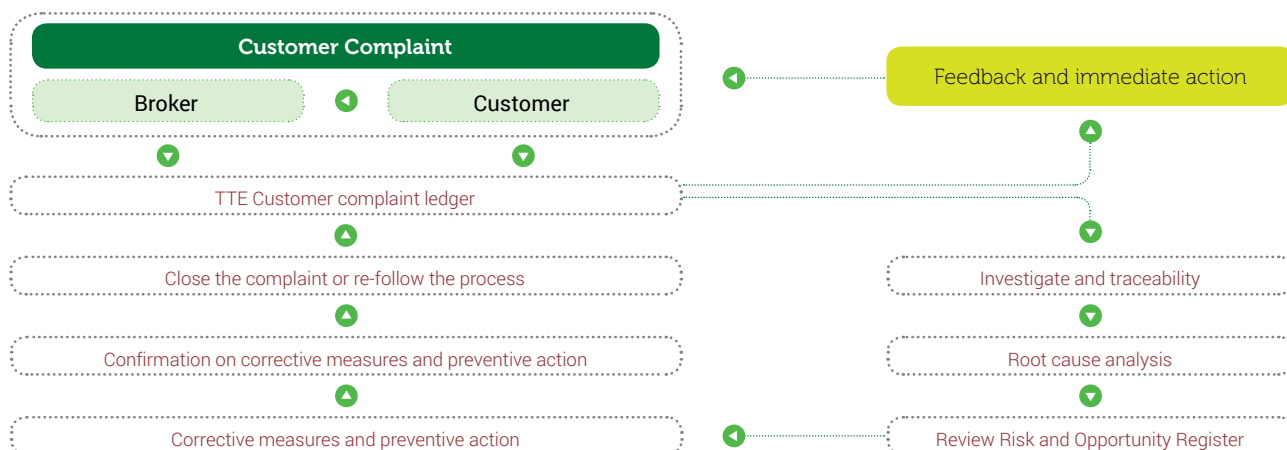 Customer Complaint
Feedback and immediate action
Broker
Customer
TTE Customer complaint ledger
Close the complaint or re-follow the process
Investigate and traceability
Confirmation on corrective measures and preventive action
Root cause analysis
Corrective measures and preventive action
Review Risk and Opportunity Register